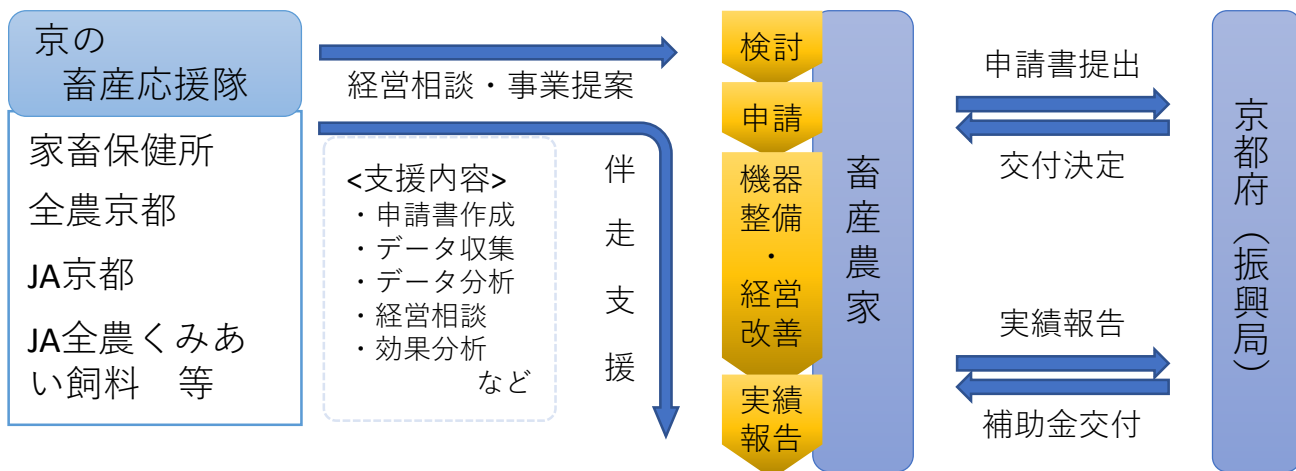 京の
畜産応援隊
家畜保健所
全農京都
JA京都
JA全農くみあ
い飼料　等
経営相談・事業提案
<支援内容>
・申請書作成
・データ収集
・データ分析
・経営相談
・効果分析
など
伴走支援
検討
申請
機器
整備
・
経営
改善
実績
報告
畜産農家
申請書提出
交付決定
実績報告
補助金交付
京都府（振興局）